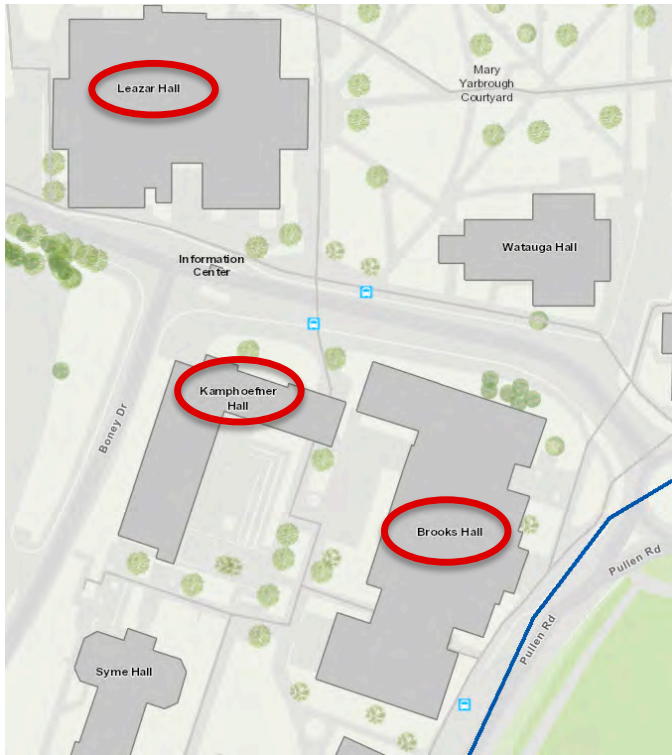 Leazar Hall
Mary
Yarbrough
Courtyard
Watauga Hall
Information
Center
Kamphoefner
Hall
Boney Dr
Brooks Hall
Pullen Rd
Pullen Rd
Syme Hall